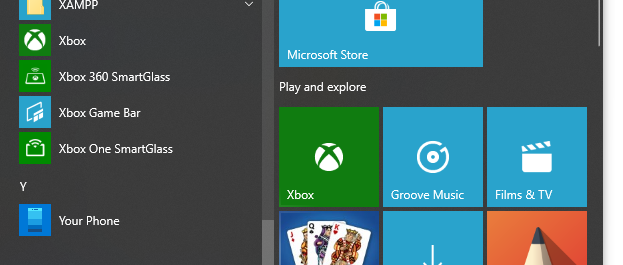 XAMPP
Xbox
Xbox 360 SmartGlass
Xbox Game Bar
Xbox One SmartGlass
Y
Your Phone
Microsoft Store
Play and explore
Xbox
Groove Music
Films & TV